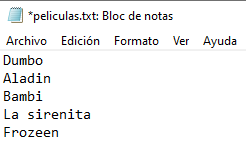 *peliculas.txt: Bloc de notas
Archivo Edición Formato Ver Ayuda
Dumbo
Aladin
Bambi
La sirenita
Frozeen